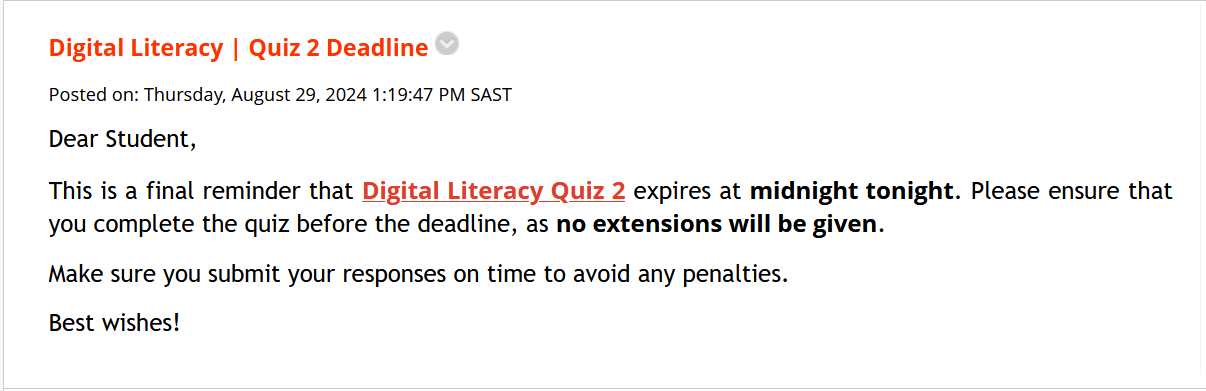 Digital Literacy | Quiz 2 Deadline
Posted on: Thursday, August 29, 2024 1:19:47 PM SAST
Dear Student,
This is a final reminder that Digital Literacy Quiz 2 expires at midnight tonight. Please ensure that
you complete the quiz before the deadline, as no extensions will be given.
Make sure you submit your responses on time to avoid any penalties.
Best wishes!